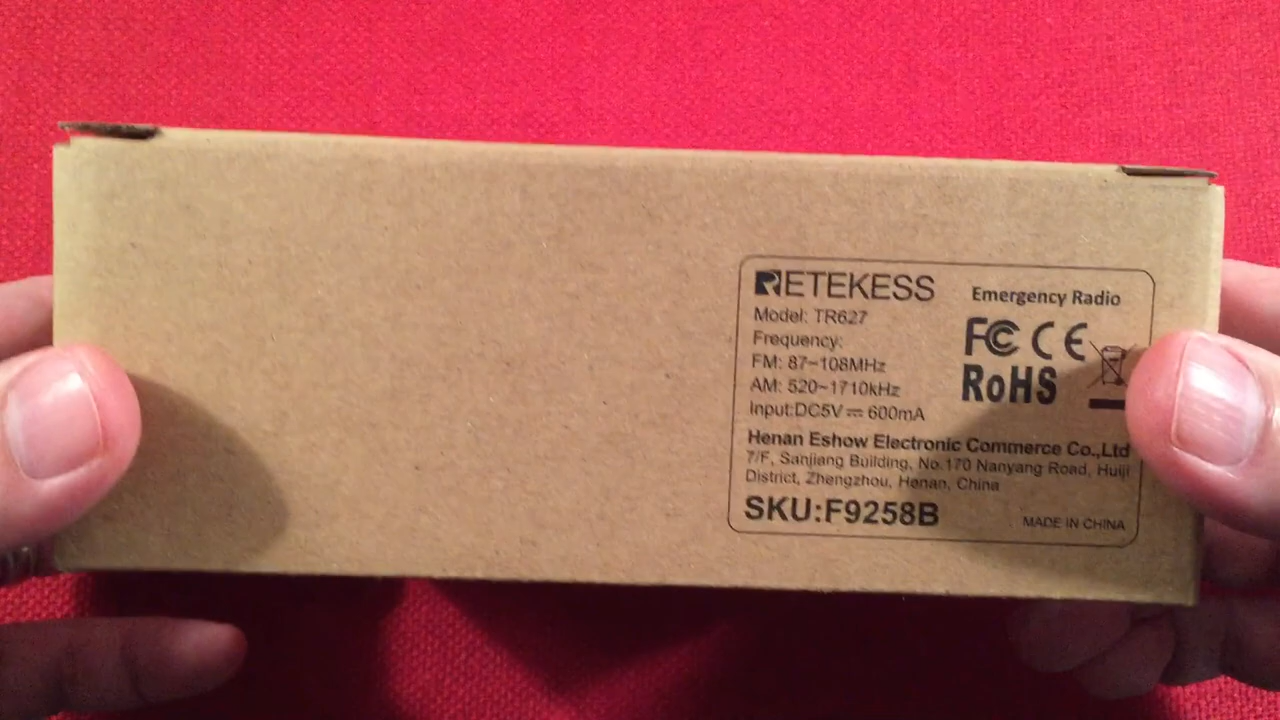 RETEKESS Emergency Radio
Model: TR627
Frequency:
FM: 87~108MHz
AM: 520~1710kHz
Input:DC5V 600mA
FC CE
RoHS
Henan Eshow Electronic Commerce Co.,Ltd
7/F, Sanjiang Building, No.170 Nanyang Road, Huiji
District, Zhengzhou, Henan, China
SKU:F9258B
MADE IN CHINA